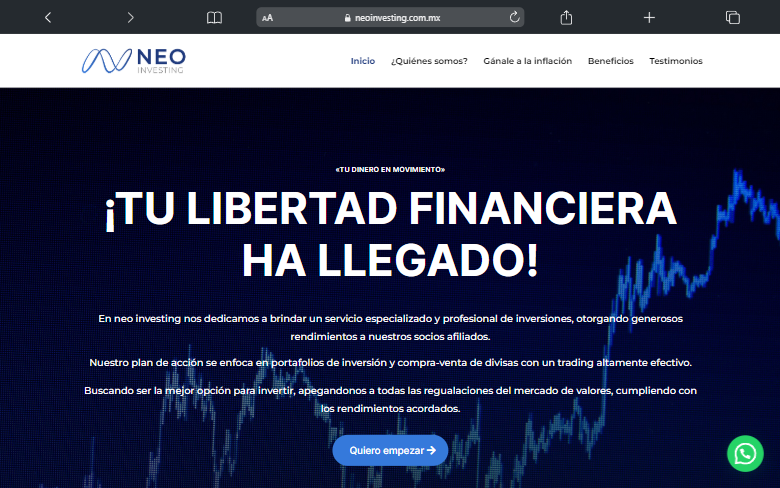 AA neoinvesting.com.mx
NEO
INVESTING
Inicio ¿Quiénes somos? Gánale a la inflación Beneficios Testimonios
«TU DINERO EN MOVIMIENTO»
¡TU LIBERTAD FINANCIERA
HA LLEGADO!
En neo investing nos dedicamos a brindar un servicio especializado y profesional de inversiones, otorgando generosos
rendimientos a nuestros socios afiliados.
Nuestro plan de acción se enfoca en portafolios de inversión y compra-venta de divisas con un trading altamente efectivo.
Buscando ser la mejor opción para invertir, apegandonos a todas las regualaciones del mercado de valores, cumpliendo con
los rendimientos acordados.
Quiero empezar →